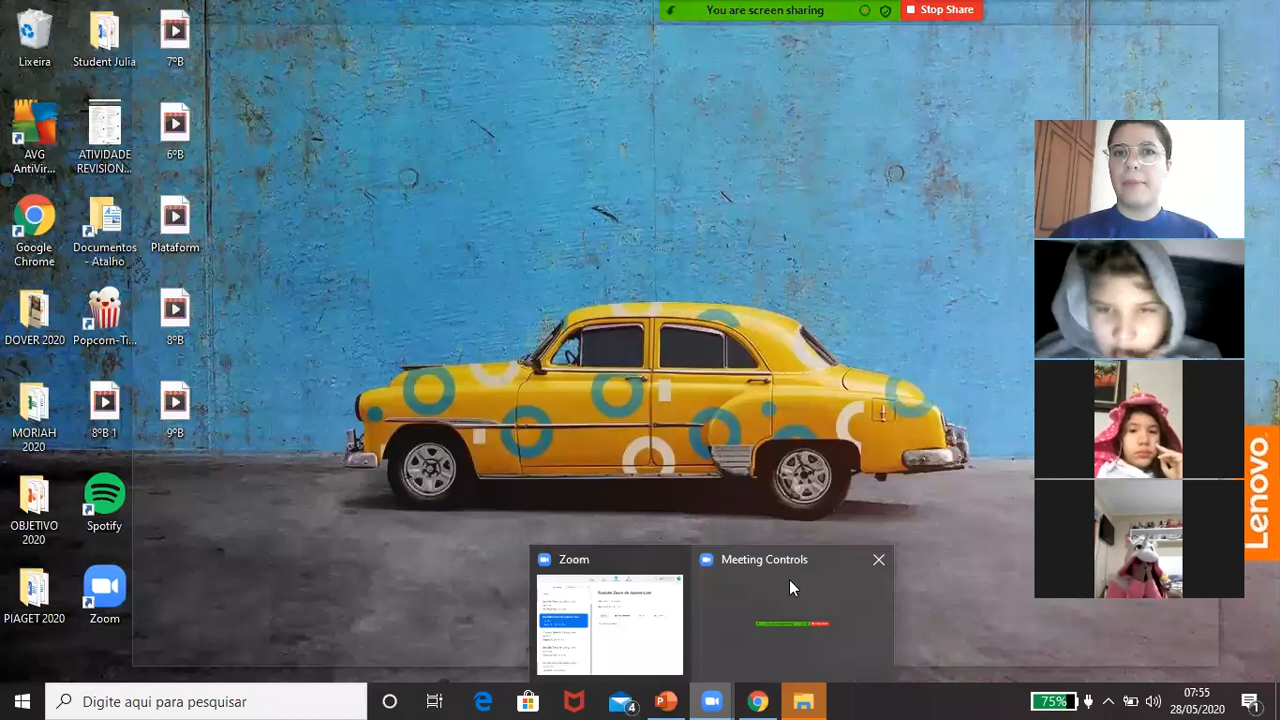 You are screen sharing
Stop Share
Lixeira
Student Julia
7ºB
AVG
AntiVir...
ATIVIDADE
REVISION...
6ºB
Google
Chrome
Documentos
- Atalho
Plataform
DOVER 2020
Popcorn-Ti...
8ºB
MORIAH
2020
8ºB 1
9ºB
OBJETIVO
2020
Spotify
Zoom
Lenovo
Zoom
Meeting Controls
Digite aqui para pesquisar
4
75%
07:55
28/05/2020
1